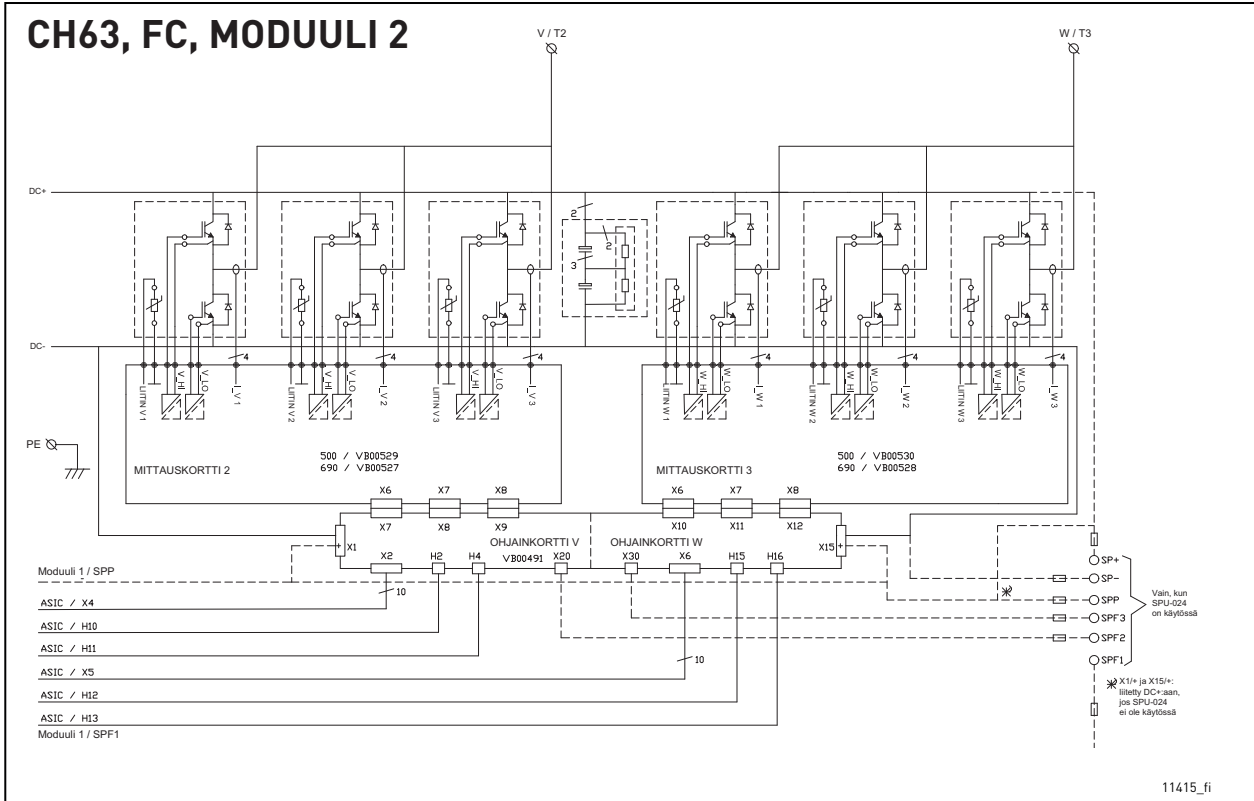 CH63, FC, MODUULI 2
V / T2
W / T3
DC+
2
2
3
DC-
4
4
4
4
4
4
LIITIN V 1
V_HI
V_LO
I_V 1
LIITIN V 2
V_HI
V_LO
I_V 2
LIITIN V 3
V_HI
V_LO
I_V 3
LIITIN W 1
W_HI
W_LO
I_W 1
LIITIN W 2
W_HI
W_LO
I_W 2
LIITIN W 3
W_HI
W_LO
I_W 3
PE
MITTAUSKORTTI 2
500 / VB00529
690 / VB00527
MITTAUSKORTTI 3
500 / VB00530
690 / VB00528
X6
X7
X8
X6
X7
X8
X7
X8
X9
X10
X11
X12
X1
+
OHJAINKORTTI V
OHJAINKORTTI W
X15
+
X2
H2
H4
VB00491
X20
X30
X6
H15
H16
SP+
SP-
SPP
SPF3
SPF2
SPF1
Vain, kun
SPU-024
on käytössä
Moduuli 1 / SPP
10
ASIC / X4
ASIC / H10
ASIC / H11
10
ASIC / X5
ASIC / H12
ASIC / H13
Moduuli 1 / SPF1
X1/+ ja X15/+:
liitetty DC+:aan,
jos SPU-024
ei ole käytössä
11415_fi